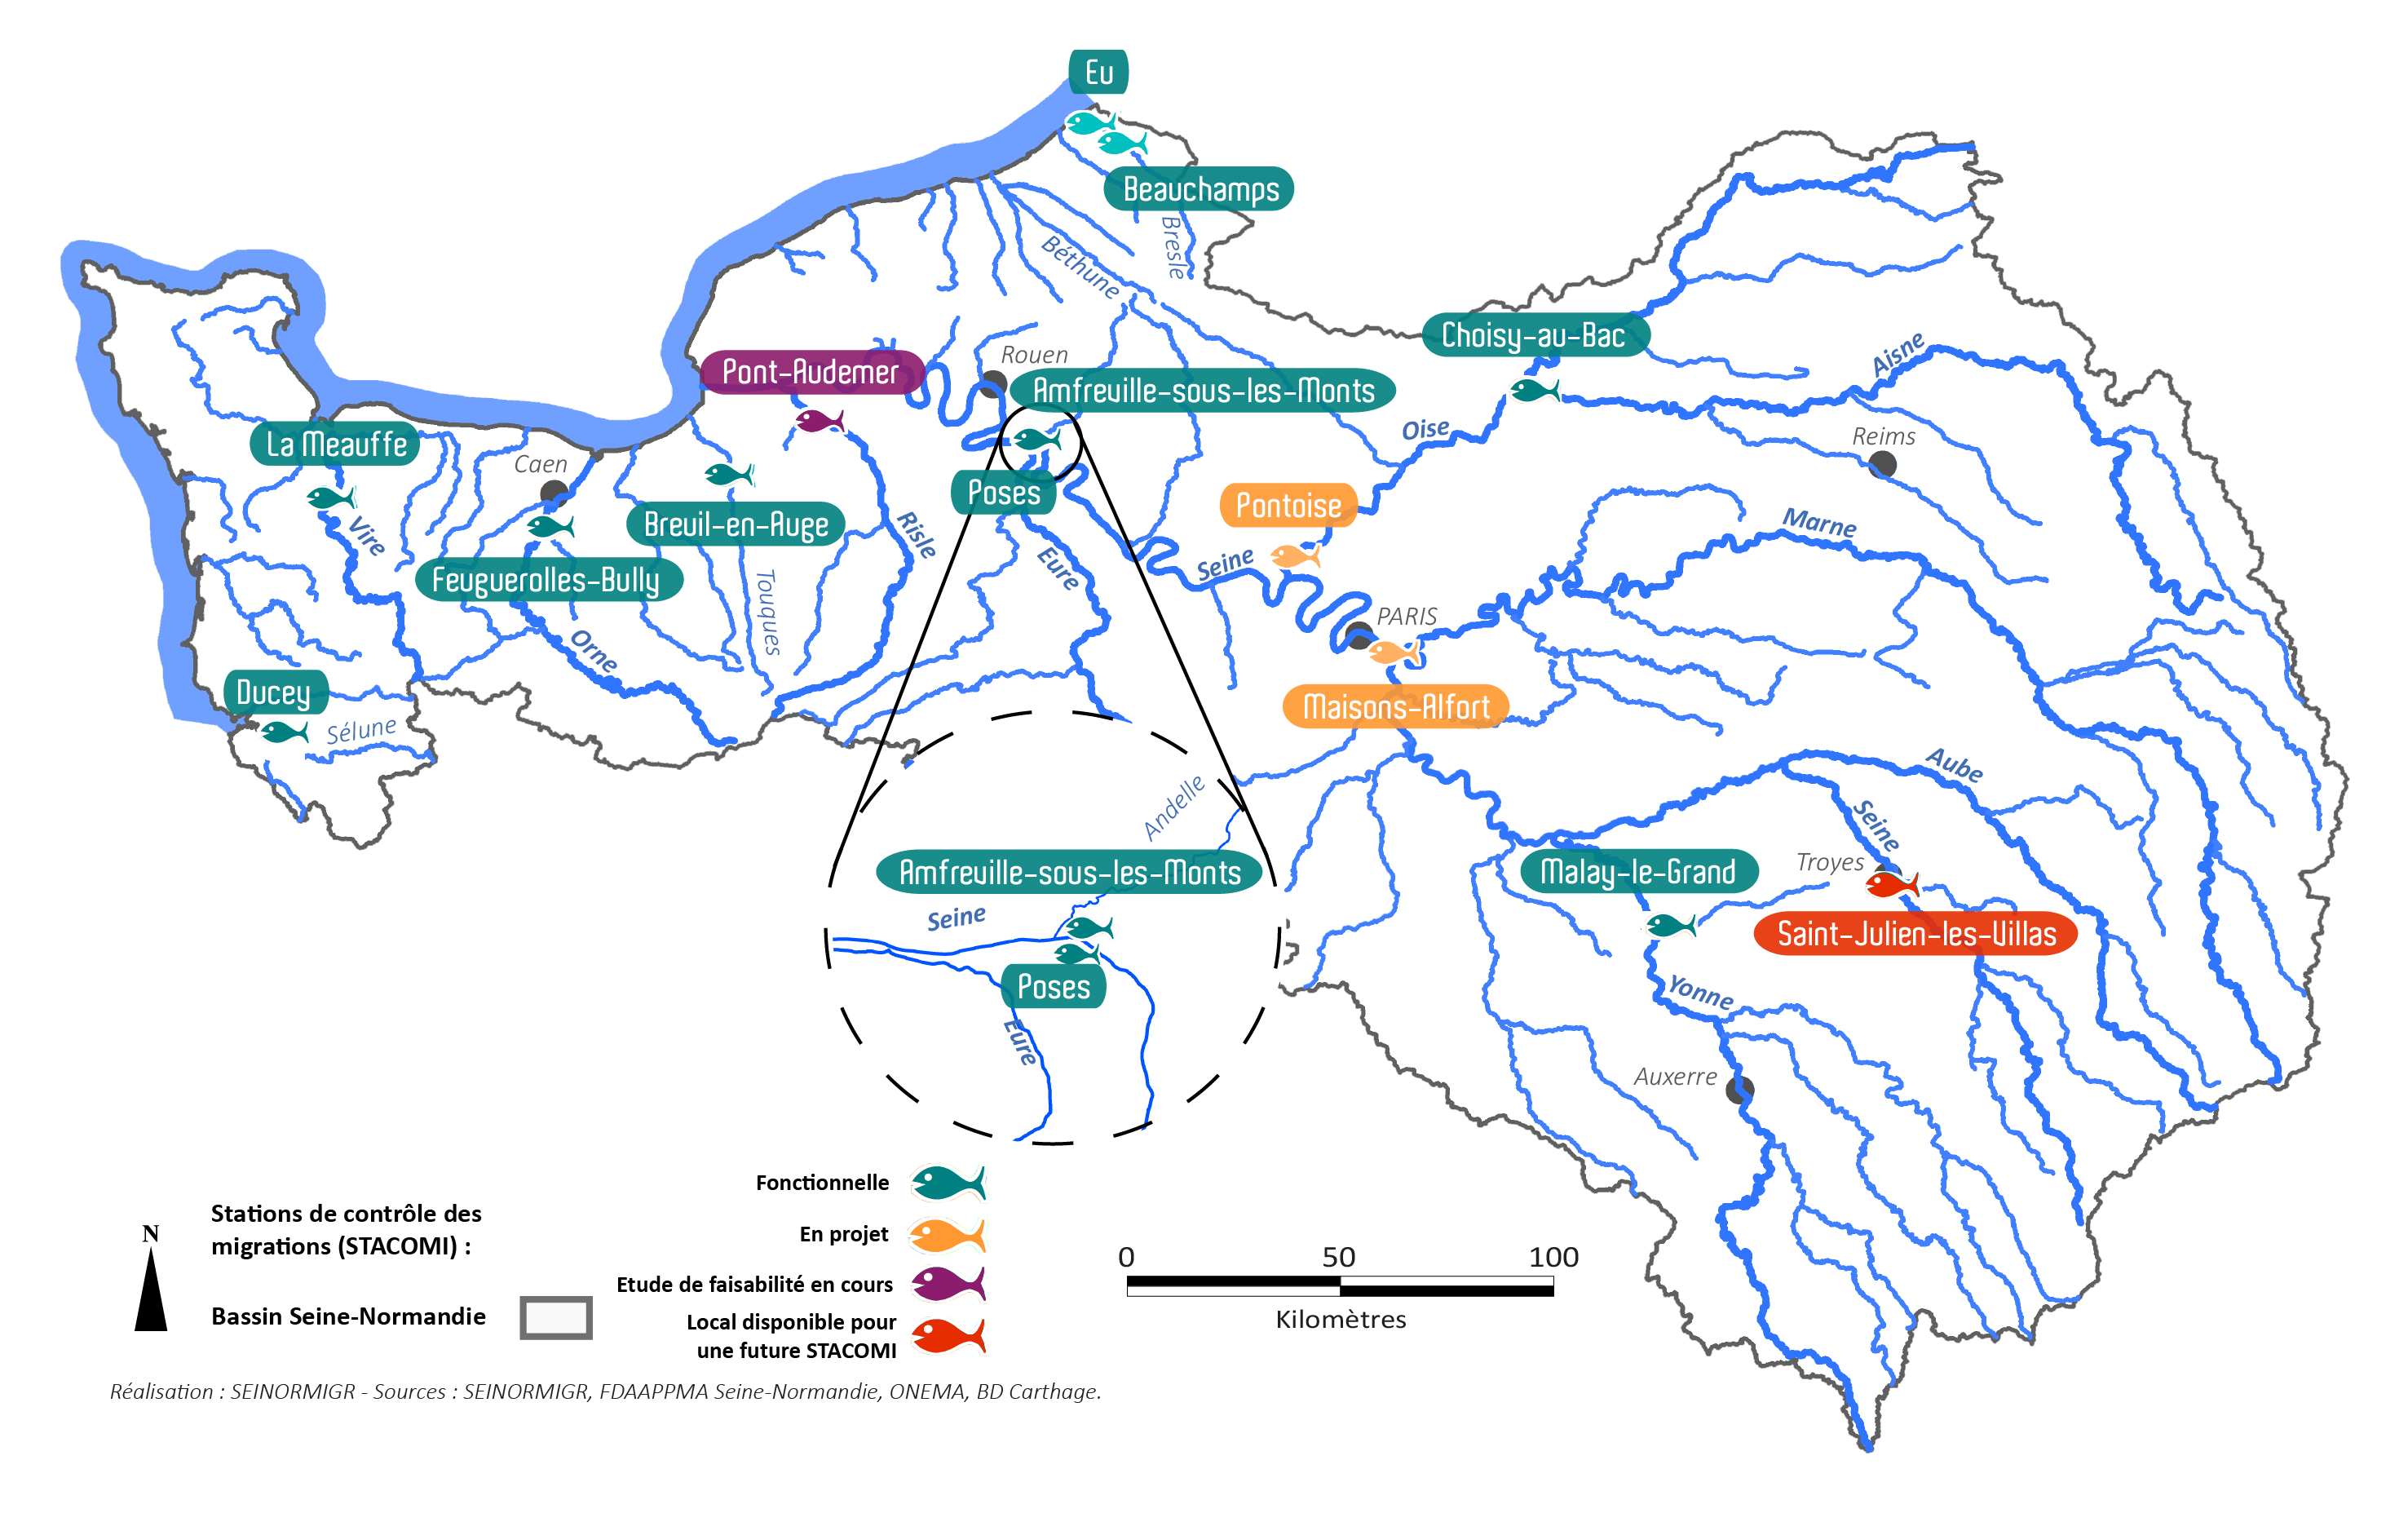 Eu
Beauchamps
Bresle
Béthune
Choisy-au-Bac
Aisne
Rouen
Pont-Audemer
Amfreville-sous-les-Monts
Oise
Reims
La Meauffe
Caen
Poses
Pontoise
Breuil-en-Auge
Risle
Marne
Vire
Seine
Eure
Feuguerolles-Bully
Touques
PARIS
Orne
Ducey
Maisons-Alfort
Sélune
Aube
Andelle
Seine
Amfreville-sous-les-Monts
Malay-le-Grand
Troyes
Seine
Saint-Julien-les-Villas
Poses
Yonne
Eure
Auxerre
Fonctionnelle
Stations de contrôle des
migrations (STACOMI) :
En projet
N
Etude de faisabilité en cours
Bassin Seine-Normandie
Local disponible pour
une future STACOMI
0 50 100
Kilomètres
Réalisation : SEINORMIGR - Sources : SEINORMIGR, FDAAPPMA Seine-Normandie, ONEMA, BD Carthage.